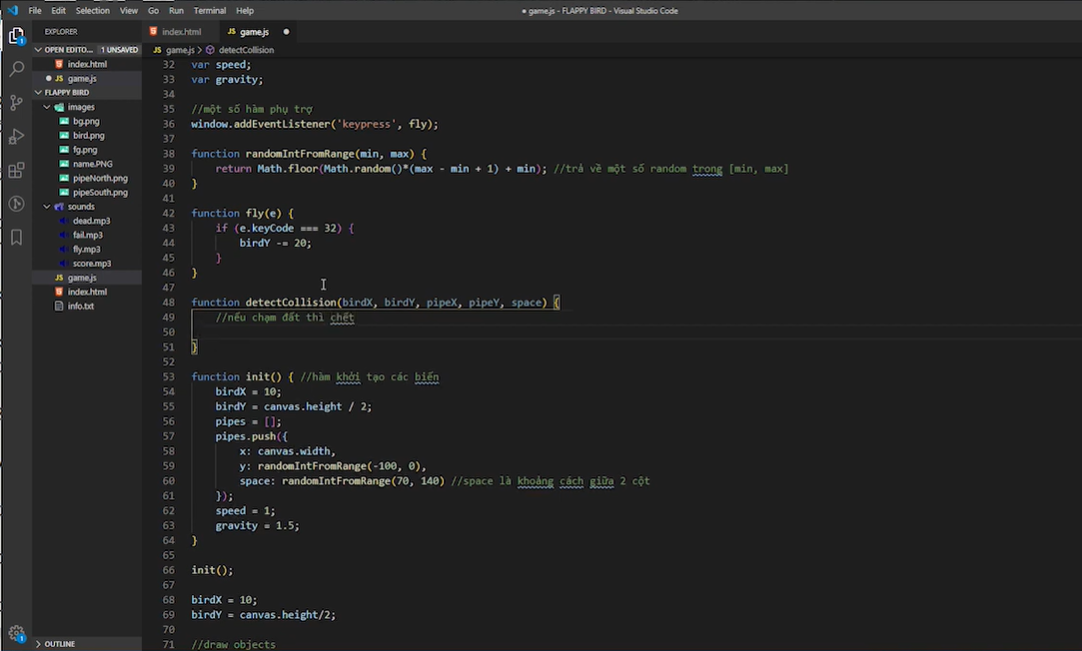 File Edit Selection View Go Run Terminal Help
● game.js - FLAPPY BIRD - Visual Studio Code
EXPLORER
OPEN EDITO... 1 UNSAVED
index.html
game.js
FLAPPY BIRD
images
bg.png
bird.png
fg.png
name.PNG
pipeNorth.png
pipeSouth.png
sounds
dead.mp3
fail.mp3
fly.mp3
score.mp3
game.js
index.html
info.txt
OUTLINE
index.html game.js
game.js > detectCollision
32 var speed;
33 var gravity;
34
35 //một số hàm phụ trợ
36 window.addEventListener('keypress', fly);
37
38 function randomIntFromRange(min, max) {
39 return Math.floor(Math.random()*(max - min + 1) + min); //trả về một số random trong [min, max]
40 }
41
42 function fly(e) {
43 if (e.keyCode === 32) {
44 birdY -= 20;
45 }
46 }
47
48 function detectCollision(birdX, birdY, pipeX, pipeY, space) {
49 //nếu chạm đất thì chết
50
51 }
52
53 function init() { //hàm khởi tạo các biến
54 birdX = 10;
55 birdY = canvas.height / 2;
56 pipes = [];
57 pipes.push({
58 x: canvas.width,
59 y: randomIntFromRange(-100, 0),
60 space: randomIntFromRange(70, 140) //space là khoảng cách giữa 2 cột
61 });
62 speed = 1;
63 gravity = 1.5;
64 }
65
66 init();
67
68 birdX = 10;
69 birdY = canvas.height/2;
70
71 //draw objects